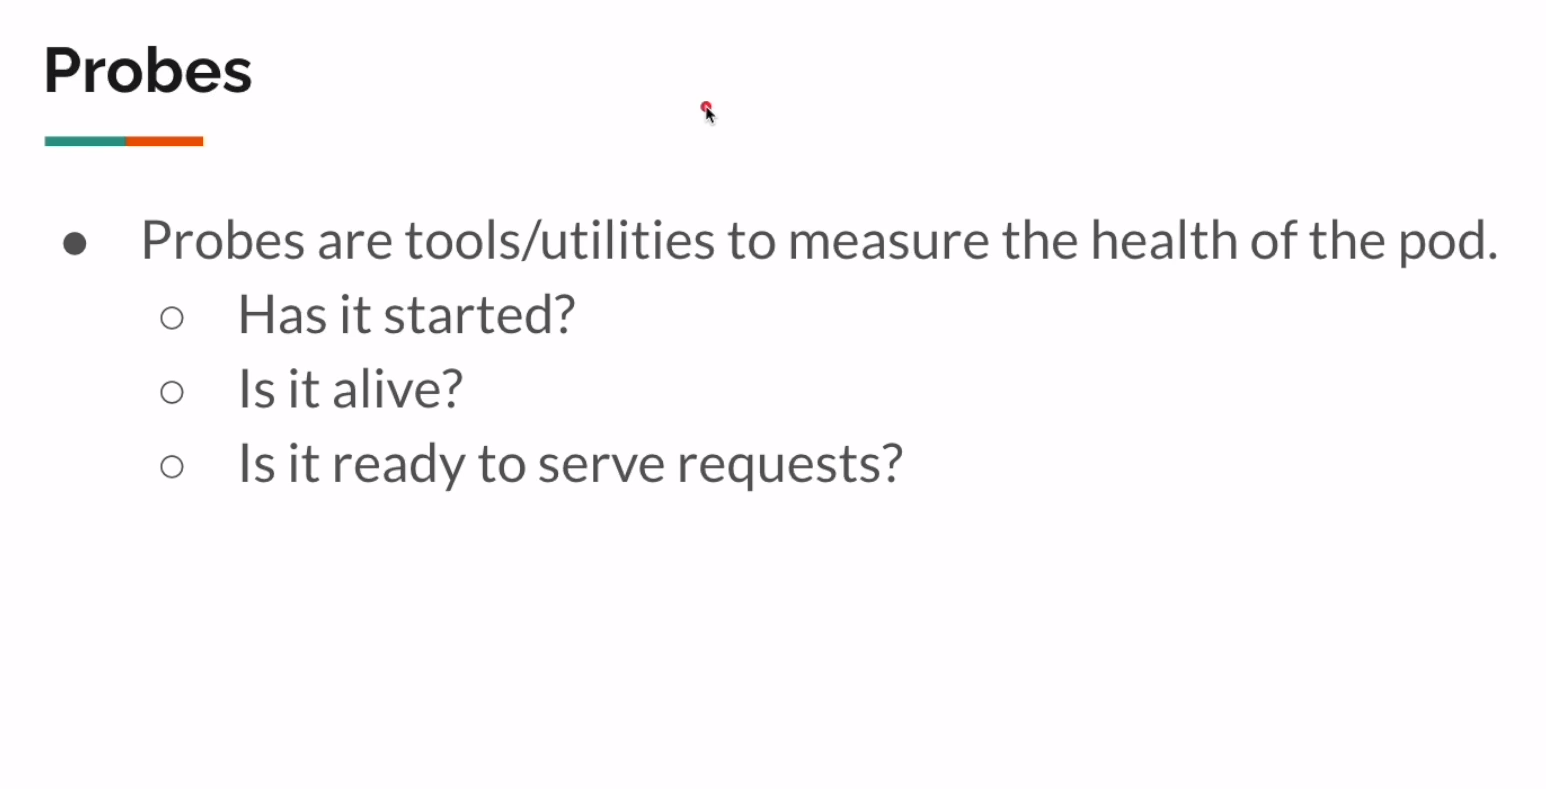 Probes
● Probes are tools/utilities to measure the health of the pod.
○ Has it started?
○ Is it alive?
○ Is it ready to serve requests?